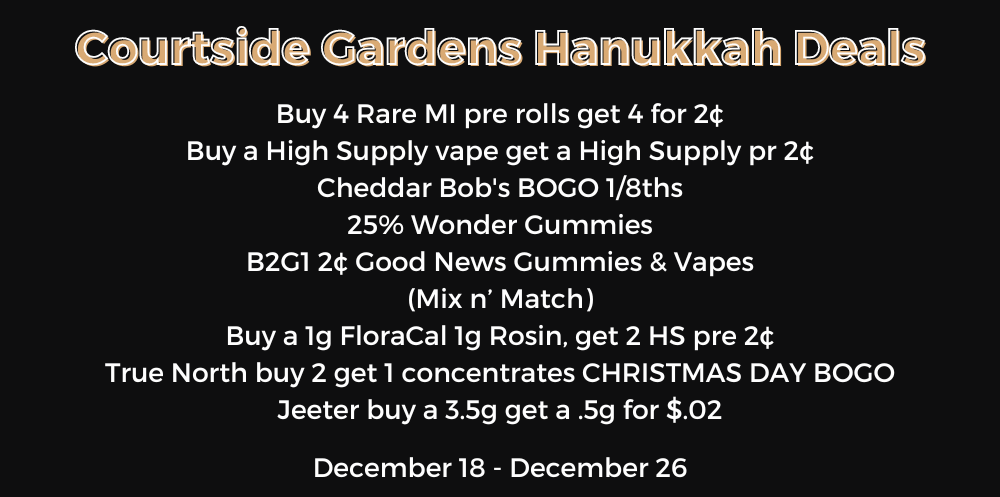 Courtside Gardens Hanukkah Deals
Buy 4 Rare MI pre rolls get 4 for 2¢
Buy a High Supply vape get a High Supply pr 2¢
Cheddar Bob's BOGO 1/8ths
25% Wonder Gummies
B2G1 2¢ Good News Gummies & Vapes
(Mix n’ Match)
Buy a 1g FloraCal 1g Rosin, get 2 HS pre 2¢
True North buy 2 get 1 concentrates CHRISTMAS DAY BOGO
Jeeter buy a 3.5g get a .5g for $.02
December 18 - December 26